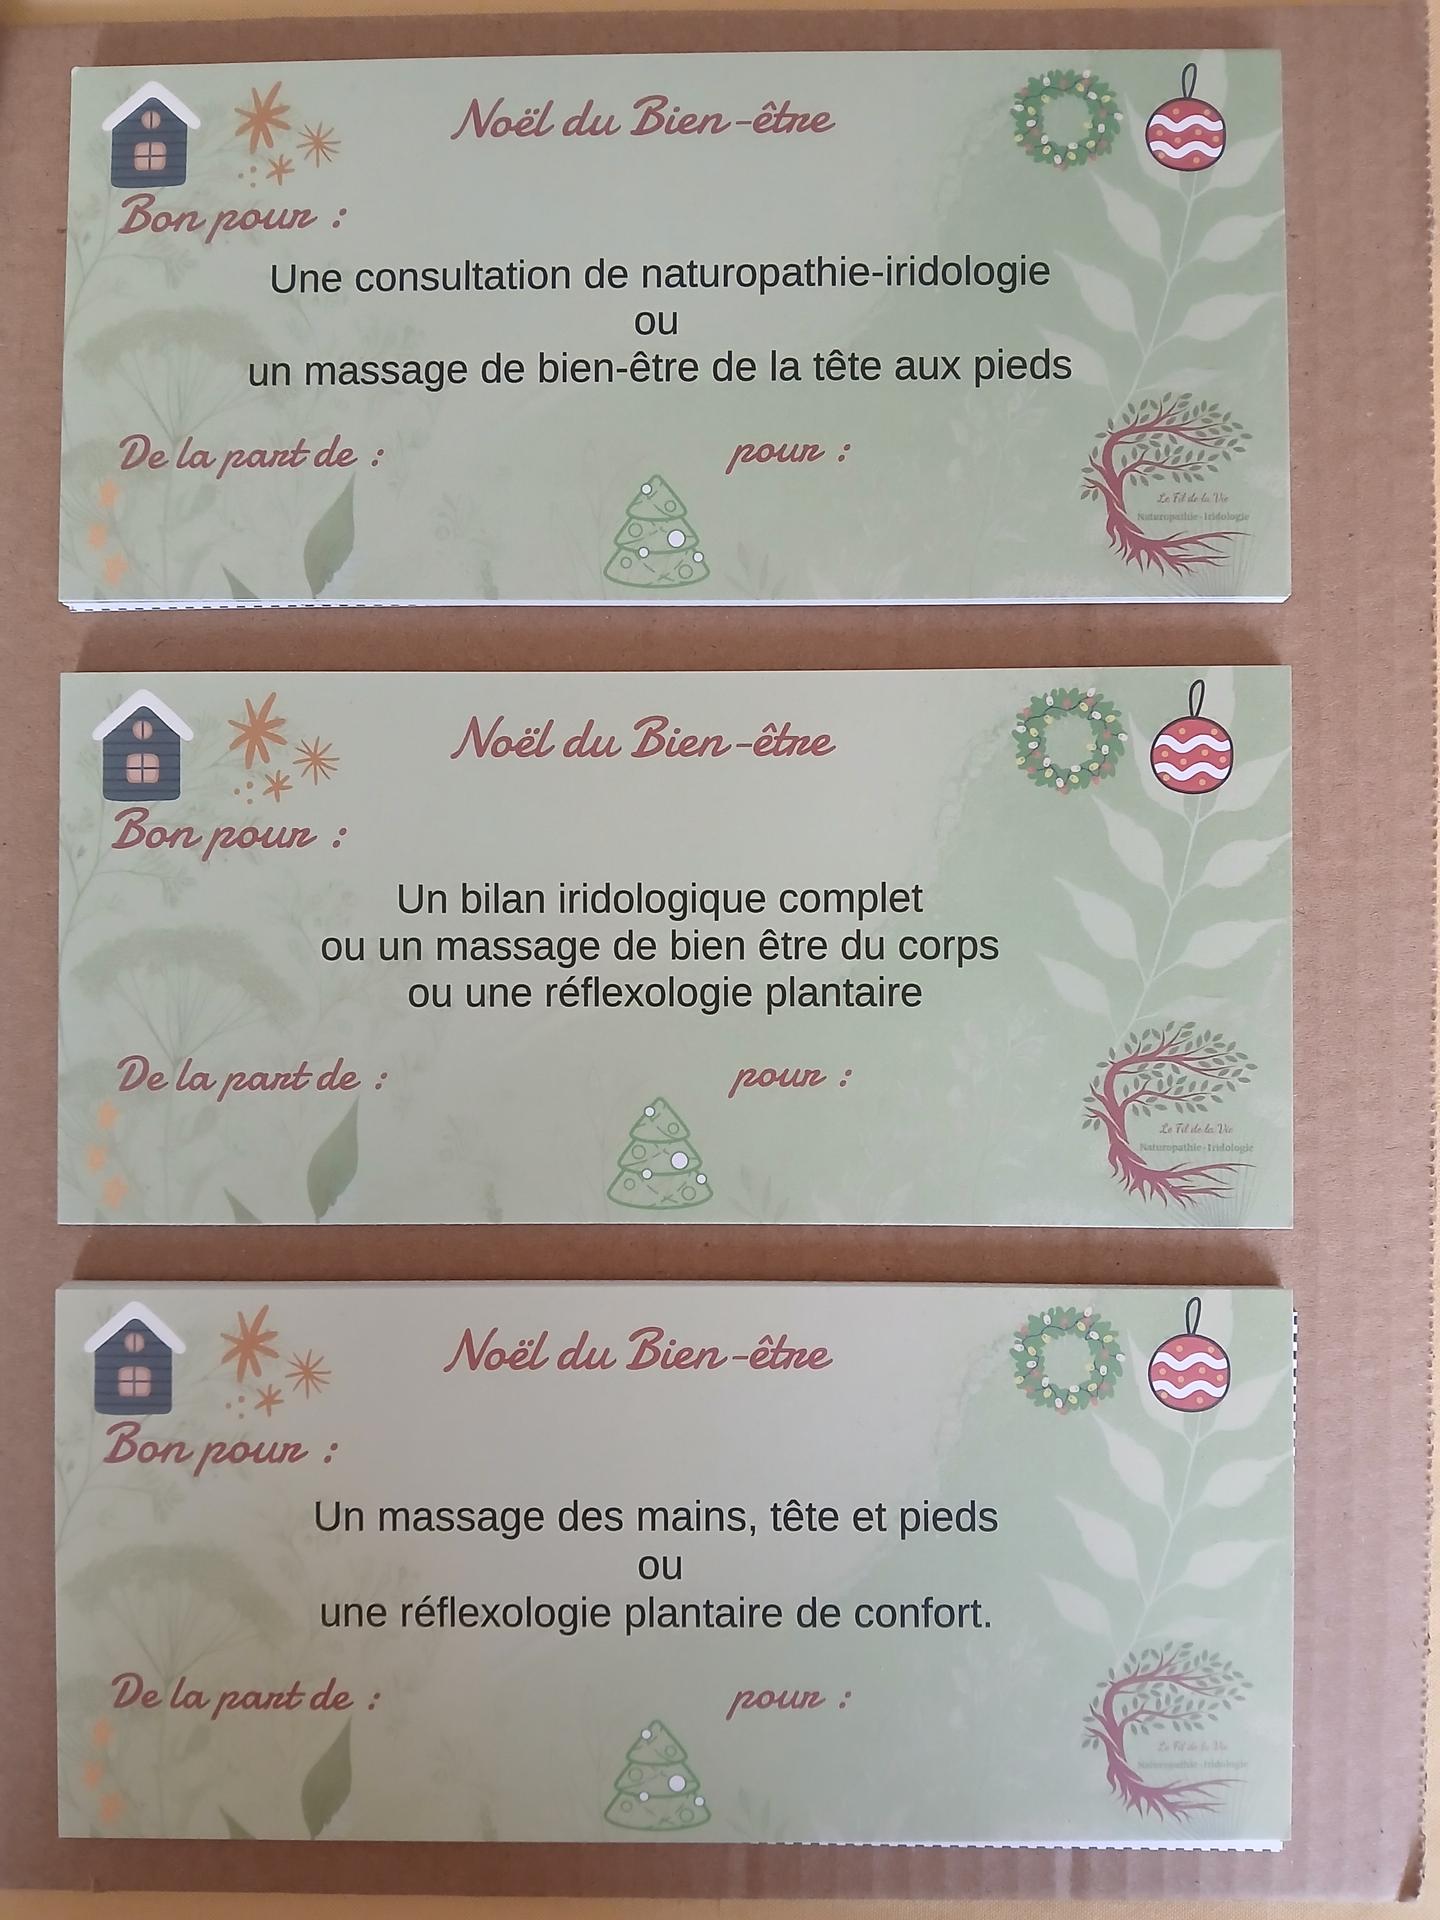 Noël du Bien-être
Bon pour :
Une consultation de naturopathie-iridologie
ou
un massage de bien-être de la tête aux pieds
De la part de :
pour :
Le Fil de la Vie
Naturopathie-Iridologie
Noël du Bien-être
Bon pour :
Un bilan iridologique complet
ou un massage de bien être du corps
ou une réflexologie plantaire
De la part de :
pour :
Le Fil de la Vie
Naturopathie-Iridologie
Noël du Bien-être
Bon pour :
Un massage des mains, tête et pieds
ou
une réflexologie plantaire de confort.
De la part de :
pour :
Le Fil de la Vie
Naturopathie-Iridologie